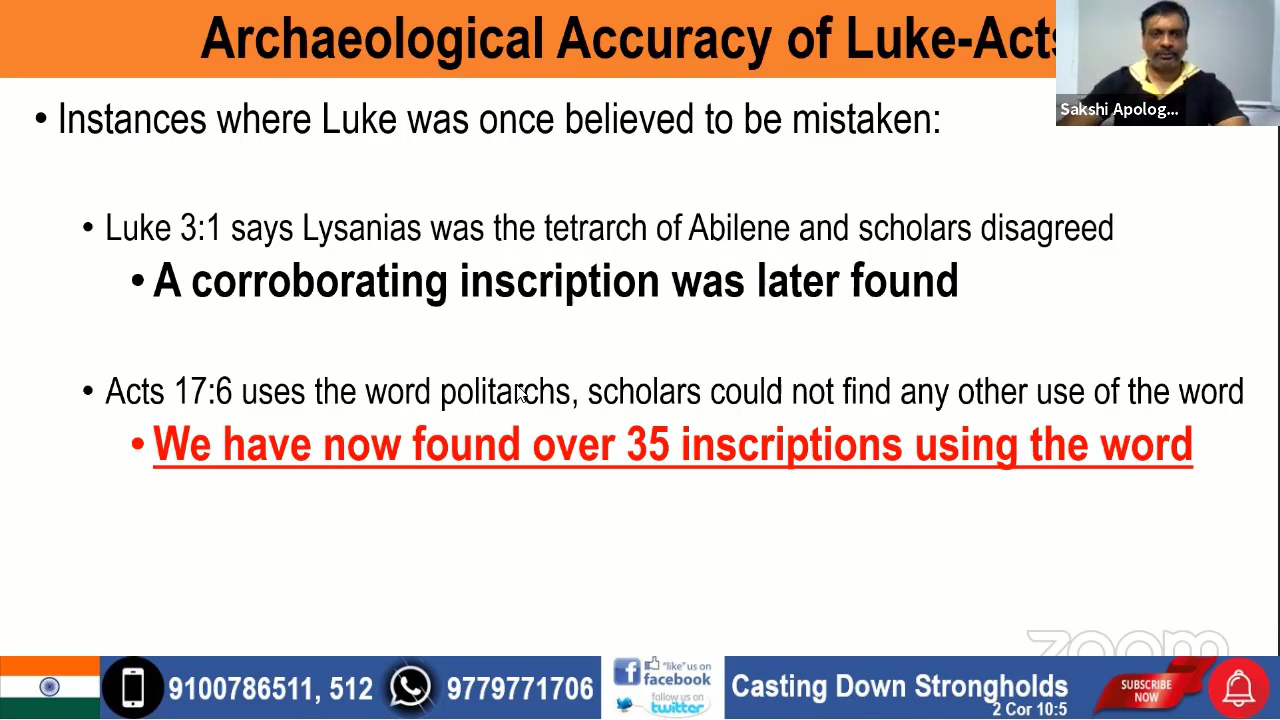 Archaeological Accuracy of Luke-Acts
Sakshi Apolog...
• Instances where Luke was once believed to be mistaken:
• Luke 3:1 says Lysanias was the tetrarch of Abilene and scholars disagreed
• A corroborating inscription was later found
• Acts 17:6 uses the word politarchs, scholars could not find any other use of the word
• We have now found over 35 inscriptions using the word
zoom
9100786511, 512
9779771706
"like" us on
facebook
follow us on
twitter
Casting Down Strongholds
2 Cor 10:5
SUBSCRIBE
NOW